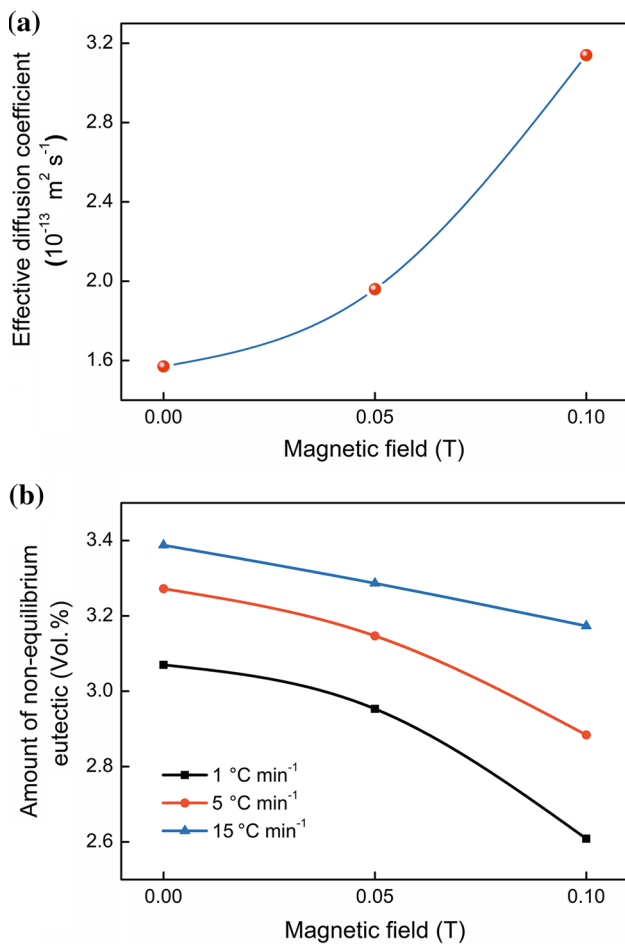 (a)
Effective diffusion coefficient
(10⁻¹³ m² s⁻¹)
3.2
2.8
2.4
2.0
1.6
0.00
0.05
0.10
Magnetic field (T)
(b)
Amount of non-equilibrium
eutectic (Vol.%)
3.4
3.2
3.0
2.8
2.6
1 °C min⁻¹
5 °C min⁻¹
15 °C min⁻¹
0.00
0.05
0.10
Magnetic field (T)